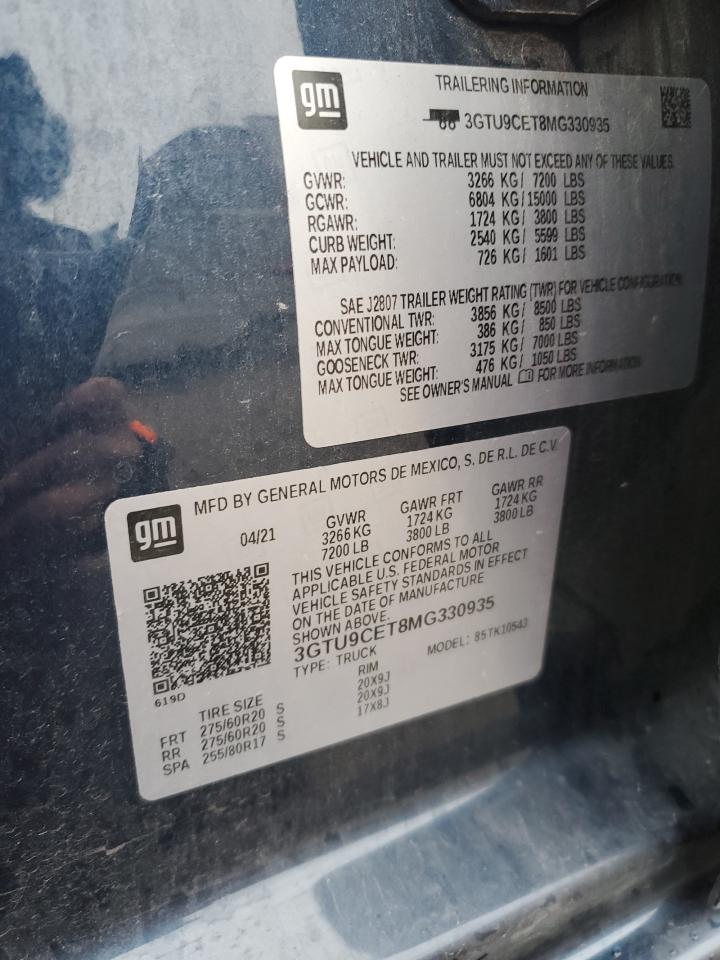 gm
TRAILERING INFORMATION
3GTU9CET8MG330935
VEHICLE AND TRAILER MUST NOT EXCEED ANY OF THESE VALUES.
GVWR: 3266 KG/ 7200 LBS
GCWR: 6804 KG/15000 LBS
RGAWR: 1724 KG/ 3800 LBS
CURB WEIGHT: 2540 KG/ 5599 LBS
MAX PAYLOAD: 726 KG/ 1601 LBS
SAE J2807 TRAILER WEIGHT RATING (TWR) FOR VEHICLE CONFIGURATION
CONVENTIONAL TWR: 3856 KG/ 8500 LBS
MAX TONGUE WEIGHT: 386 KG/ 850 LBS
GOOSENECK TWR: 3175 KG/ 7000 LBS
MAX TONGUE WEIGHT: 476 KG/ 1050 LBS
SEE OWNER'S MANUAL FOR MORE INFORMATION
gm
MFD BY GENERAL MOTORS DE MEXICO, S. DE R.L. DE C.V.
04/21
GVWR GAWR FRT GAWR RR
3266 KG 1724 KG 1724 KG
7200 LB 3800 LB 3800 LB
THIS VEHICLE CONFORMS TO ALL
APPLICABLE U.S. FEDERAL MOTOR
VEHICLE SAFETY STANDARDS IN EFFECT
ON THE DATE OF MANUFACTURE
SHOWN ABOVE.
3GTU9CET8MG330935
TYPE: TRUCK MODEL: 85TK10543
619D
TIRE SIZE RIM
FRT 275/60R20 S 20X9J
RR 275/60R20 S 20X9J
SPA 255/80R17 S 17X8J